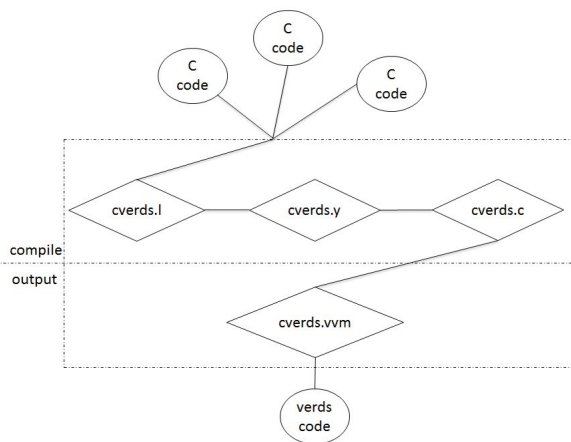 C
code
C
code
C
code
cverds.l
cverds.y
cverds.c
compile
output
cverds.vvm
verds
code